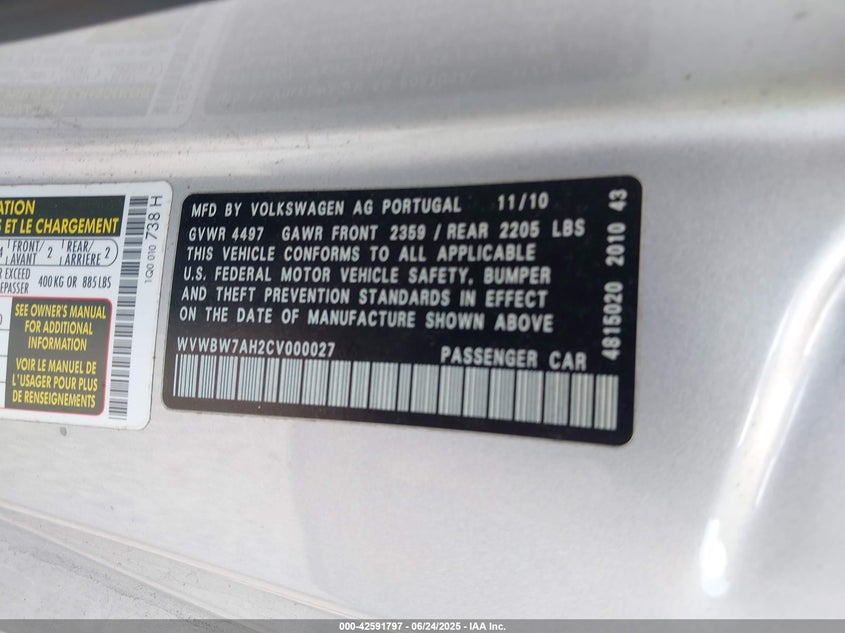 ATION
S ET LE CHARGEMENT
FRONT/
AVANT 2 REAR/
ARRIÈRE 2
R EXCEED
EPASSER 400 KG OR 885 LBS
SEE OWNER'S MANUAL
FOR ADDITIONAL
INFORMATION
VOIR LE MANUEL DE
L'USAGER POUR PLUS
DE RENSEIGNEMENTS
1Q0 010 738 H
MFD BY VOLKSWAGEN AG PORTUGAL 11/10
GVWR 4497 GAWR FRONT 2359 / REAR 2205 LBS
THIS VEHICLE CONFORMS TO ALL APPLICABLE
U.S. FEDERAL MOTOR VEHICLE SAFETY, BUMPER
AND THEFT PREVENTION STANDARDS IN EFFECT
ON THE DATE OF MANUFACTURE SHOWN ABOVE
WVWBW7AH2CV000027 PASSENGER CAR
4815020 2010 43
000-42591797 - 06/24/2025 - IAA Inc.